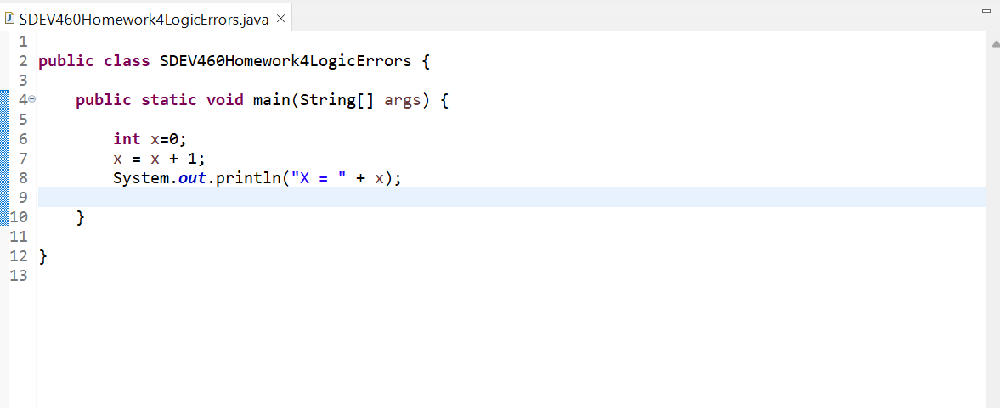 SDEV460Homework4LogicErrors.java
1
2 public class SDEV460Homework4LogicErrors {
3
4 public static void main(String[] args) {
5
6 int x=0;
7 x = x + 1;
8 System.out.println("X = " + x);
9
10 }
11
12 }
13